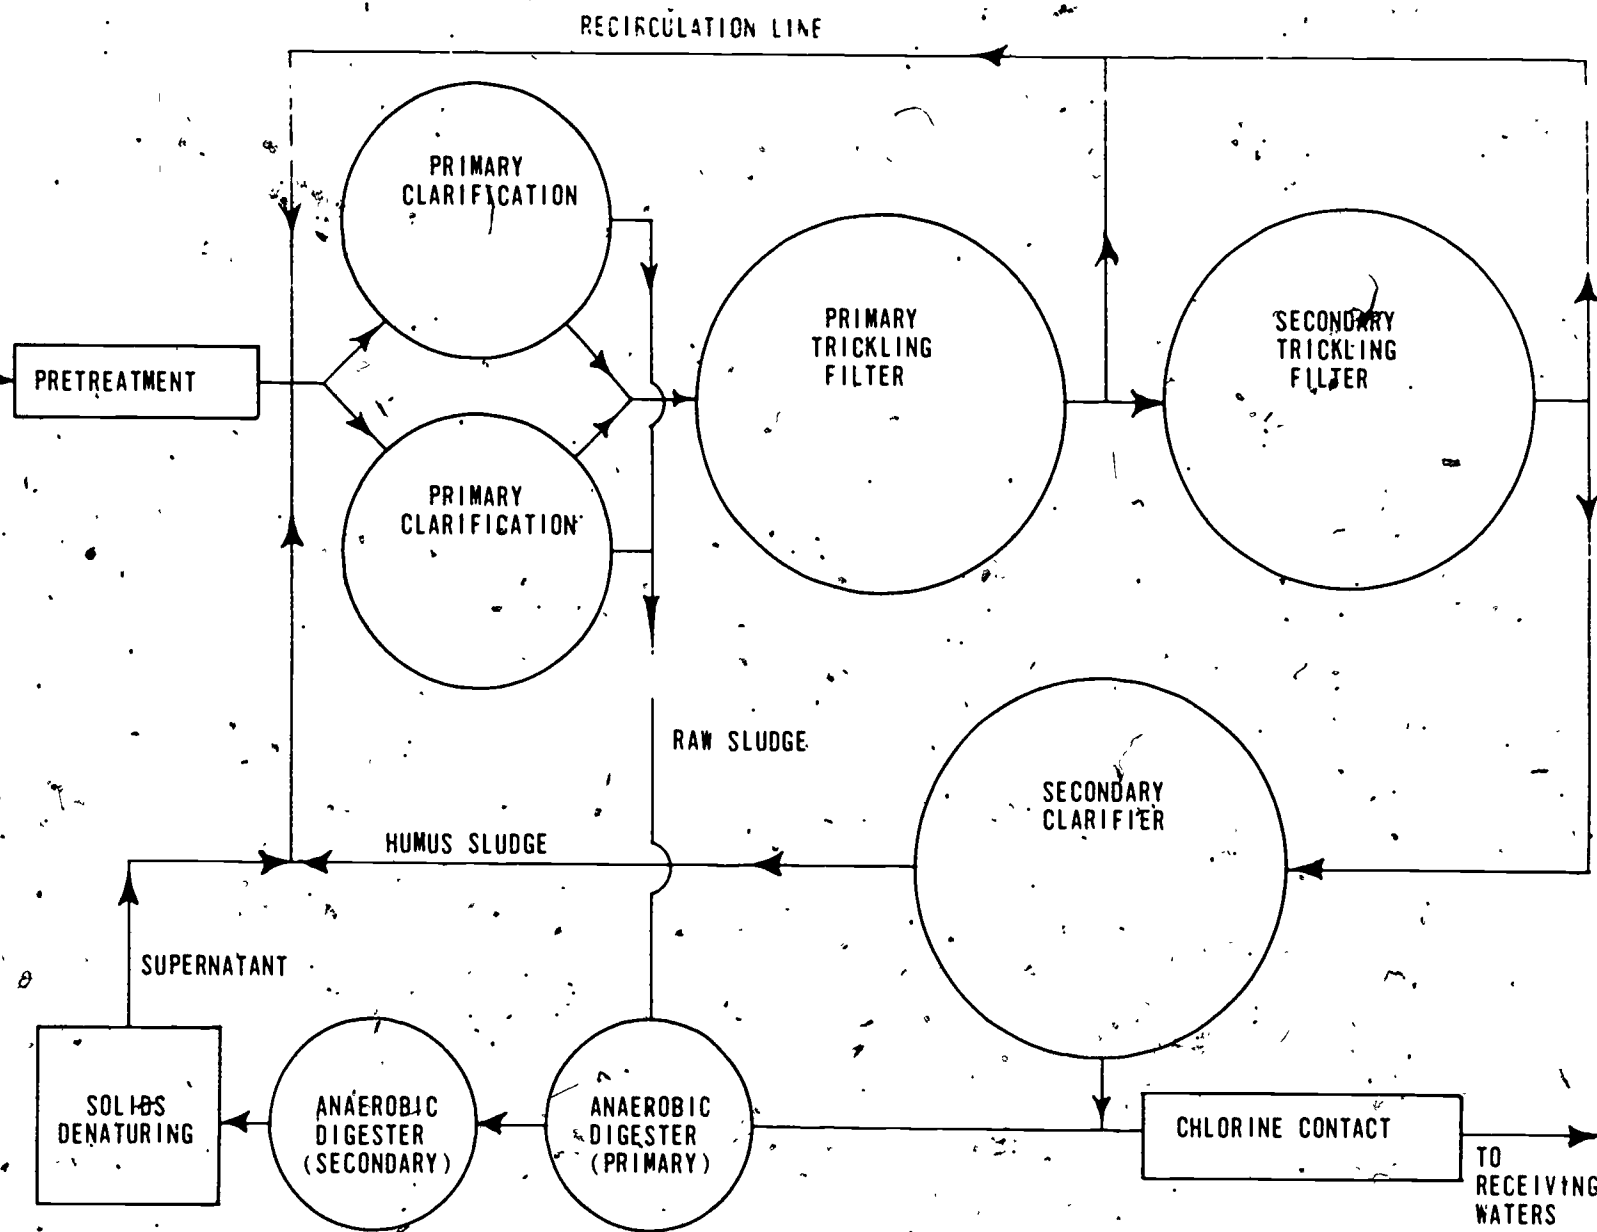 RECIRCULATION LINE
PRIMARY
CLARIFICATION
PRIMARY
TRICKLING
FILTER
SECONDARY
TRICKLING
FILTER
PRETREATMENT
PRIMARY
CLARIFICATION
RAW SLUDGE
SECONDARY
CLARIFIER
HUMUS SLUDGE
SUPERNATANT
SOLIDS
DENATURING
ANAEROBIC
DIGESTER
(SECONDARY)
ANAEROBIC
DIGESTER
(PRIMARY)
CHLORINE CONTACT
TO
RECEIVING
WATERS